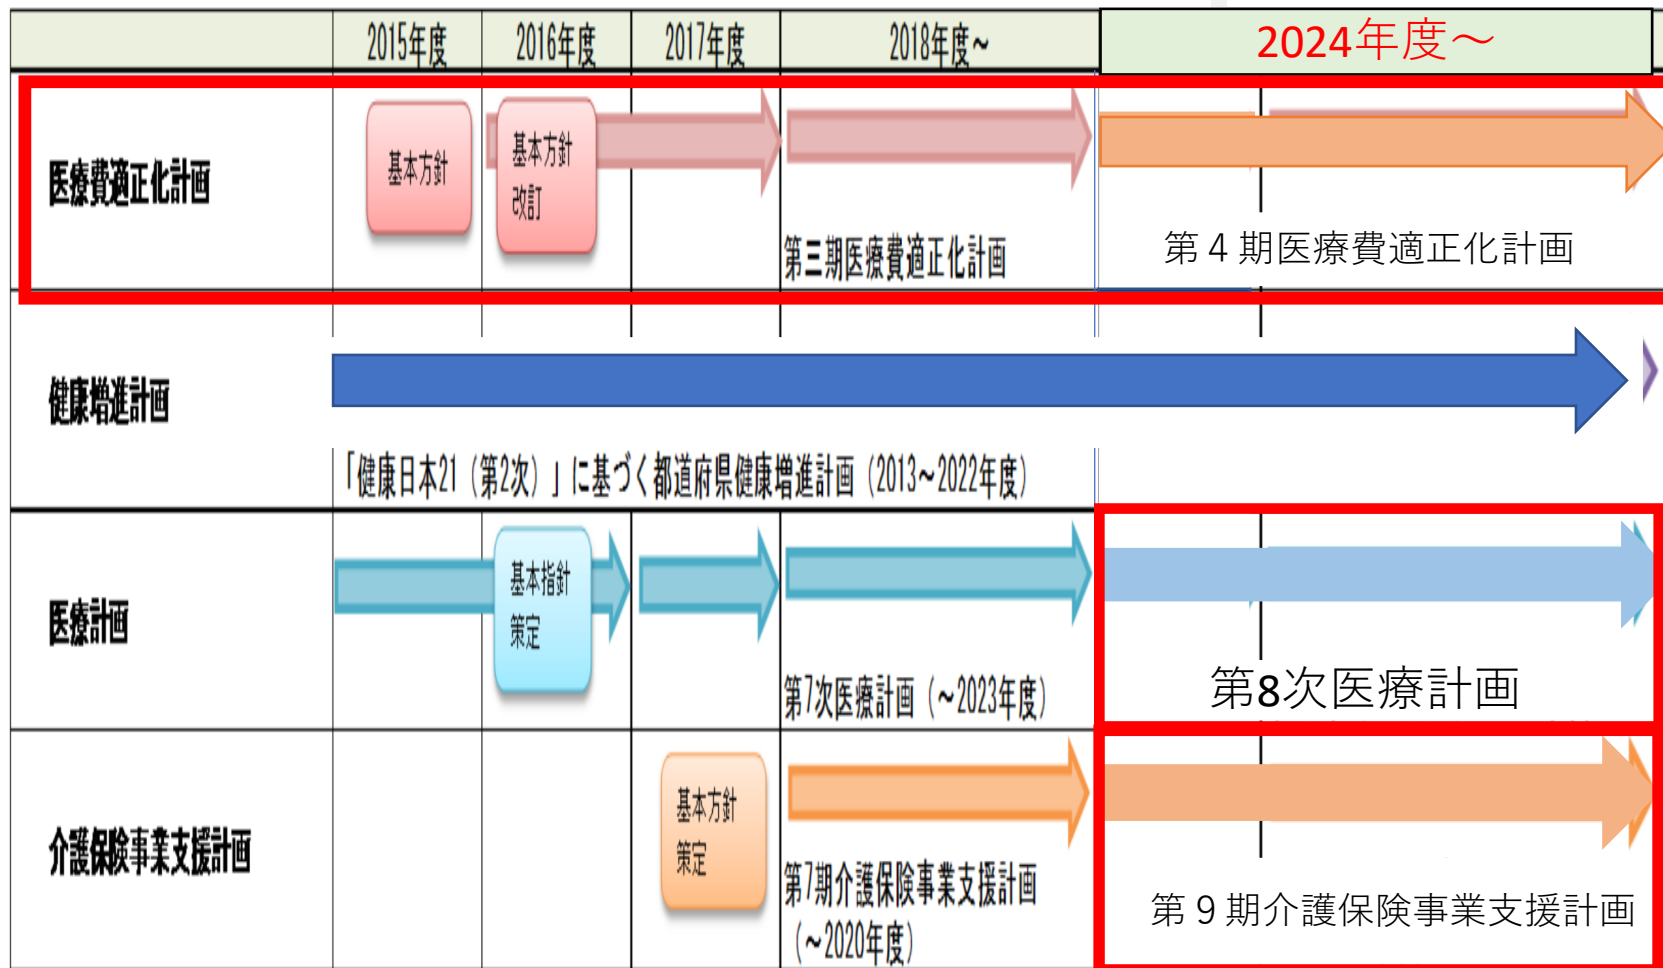 2015年度
2016年度
2017年度
2018年度～
2024年度～
医療費適正化計画
基本方針
基本方針
改訂
第三期医療費適正化計画
第４期医療費適正化計画
健康増進計画
「健康日本21（第2次）」に基づく都道府県健康増進計画（2013～2022年度）
医療計画
基本指針
策定
第7次医療計画（～2023年度）
第8次医療計画
介護保険事業支援計画
基本方針
策定
第7期介護保険事業支援計画
（～2020年度）
第９期介護保険事業支援計画